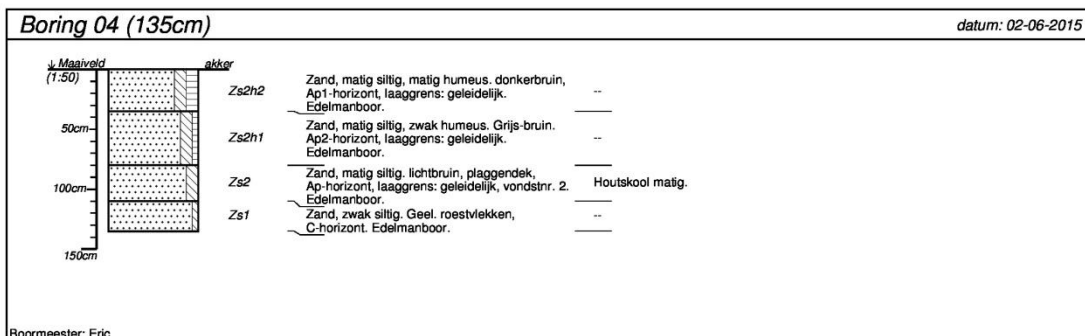 Boring 04 (135cm)
datum: 02-06-2015
↓ Maaiveld
akker
(1:50)
Zs2h2
Zand, matig siltig, matig humeus. donkerbruin,
Ap1-horizont, laaggrens: geleidelijk.
Edelmanboor.
--
50cm
Zs2h1
Zand, matig siltig, zwak humeus. Grijs-bruin.
Ap2-horizont, laaggrens: geleidelijk.
Edelmanboor.
--
100cm
Zs2
Zand, matig siltig. lichtbruin, plaggendek,
Ap-horizont, laaggrens: geleidelijk, vondstnr. 2.
Edelmanboor.
Houtskool matig.
Zs1
Zand, zwak siltig. Geel. roestvlekken,
C-horizont. Edelmanboor.
--
150cm
Boormeester: Eric